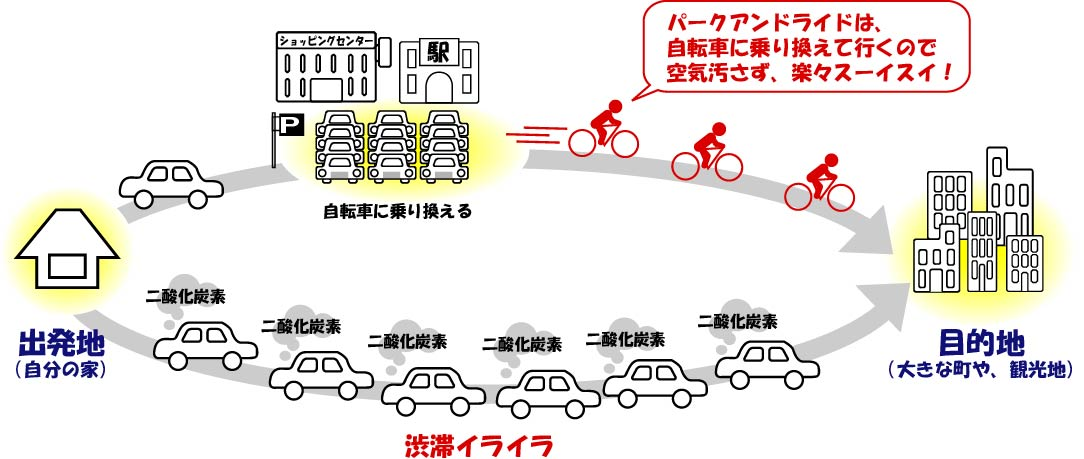 パークアンドライドは、
自転車に乗り換えて行くので
空気汚さず、楽々スーイスイ！
ショッピングセンター
駅
P
自転車に乗り換える
二酸化炭素
二酸化炭素
二酸化炭素
二酸化炭素
二酸化炭素
二酸化炭素
出発地
（自分の家）
目的地
（大きな町や、観光地）
渋滞イライラ